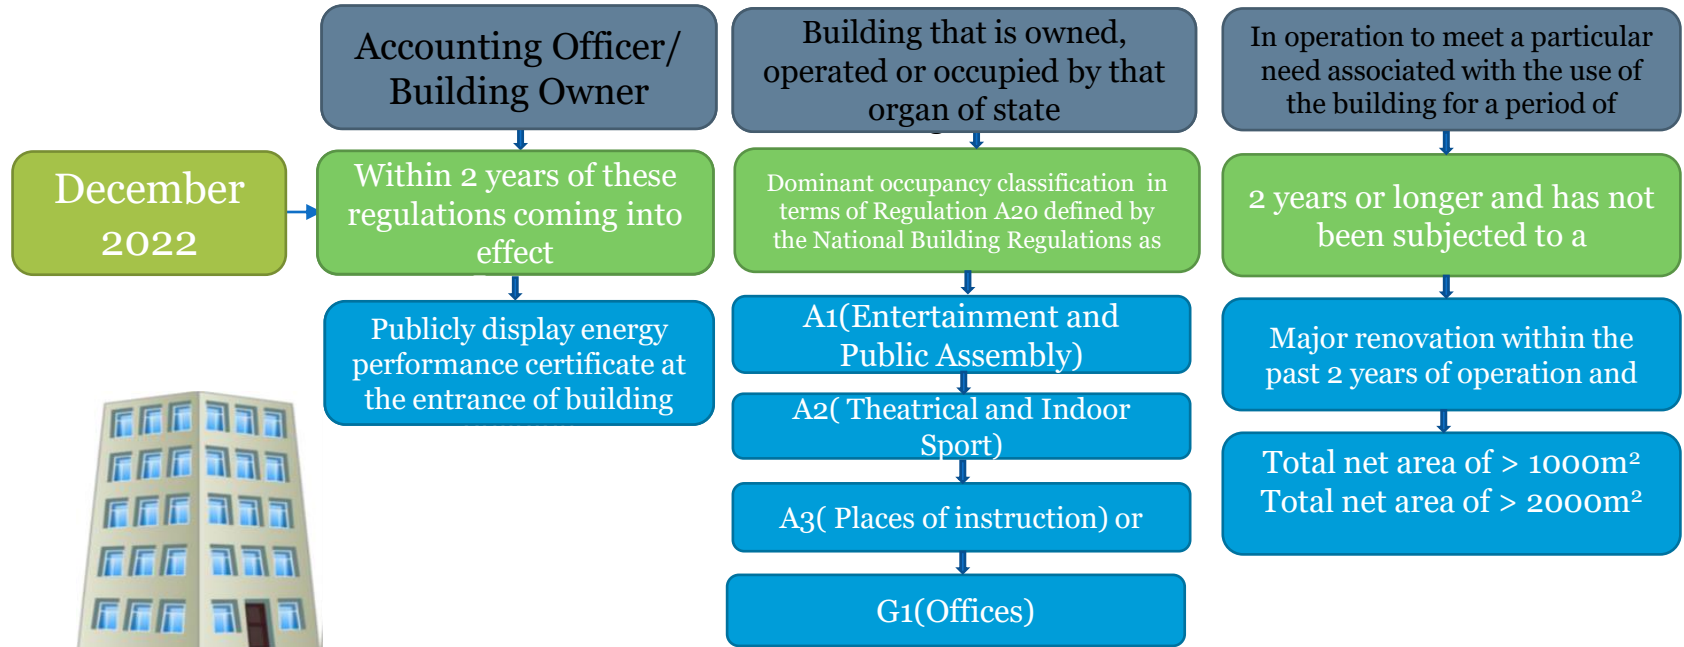 December
2022
Accounting Officer/
Building Owner
Within 2 years of these
regulations coming into
effect
Publicly display energy
performance certificate at
the entrance of building
Building that is owned,
operated or occupied by that
organ of state
Dominant occupancy classification in
terms of Regulation A20 defined by
the National Building Regulations as
A1(Entertainment and
Public Assembly)
A2( Theatrical and Indoor
Sport)
A3( Places of instruction) or
G1(Offices)
In operation to meet a particular
need associated with the use of
the building for a period of
2 years or longer and has not
been subjected to a
Major renovation within the
past 2 years of operation and
Total net area of > 1000m²
Total net area of > 2000m²